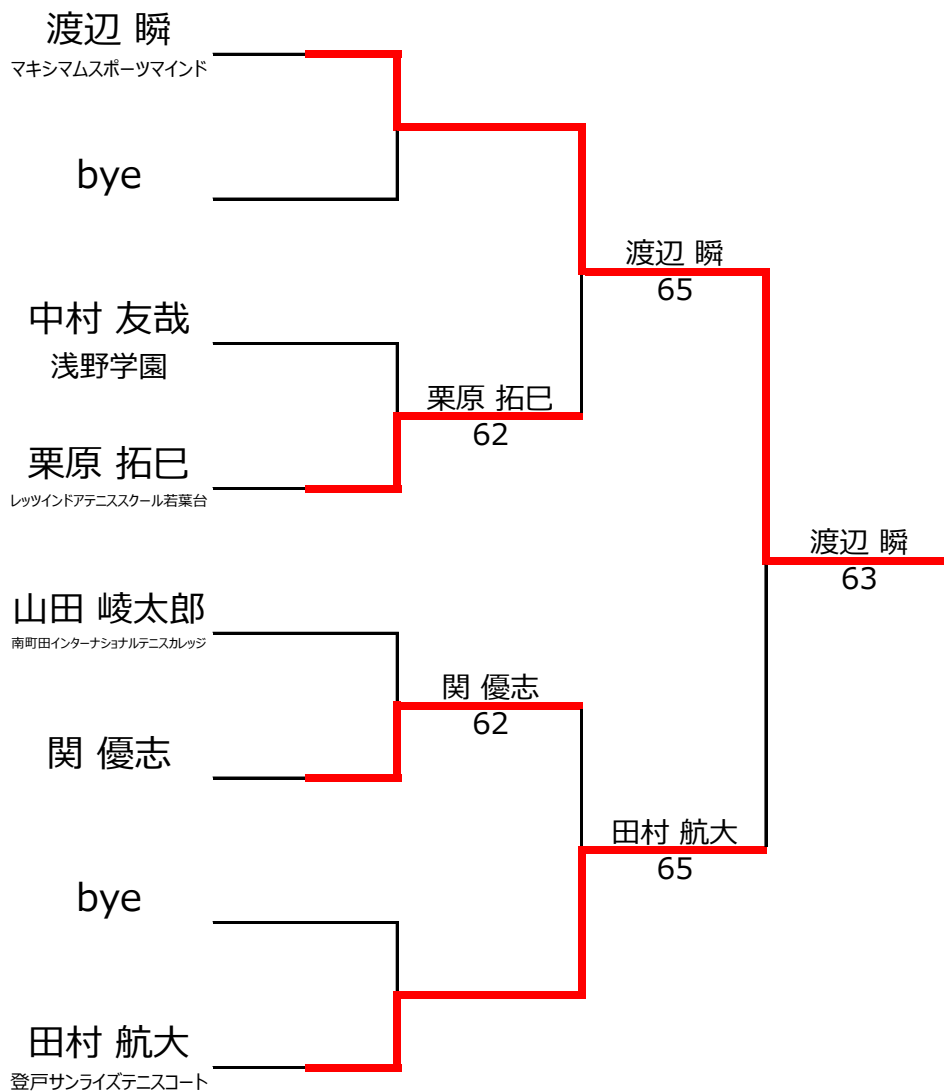 渡辺 瞬
マキシマムスポーツマインド
bye
中村 友哉
浅野学園
栗原 拓巳
レッツインドアテニススクール若葉台
山田 崚太郎
南町田インターナショナルテニスカレッジ
関 優志
bye
田村 航大
登戸サンライズテニスコート
栗原 拓巳
62
関 優志
62
渡辺 瞬
65
田村 航大
65
渡辺 瞬
63